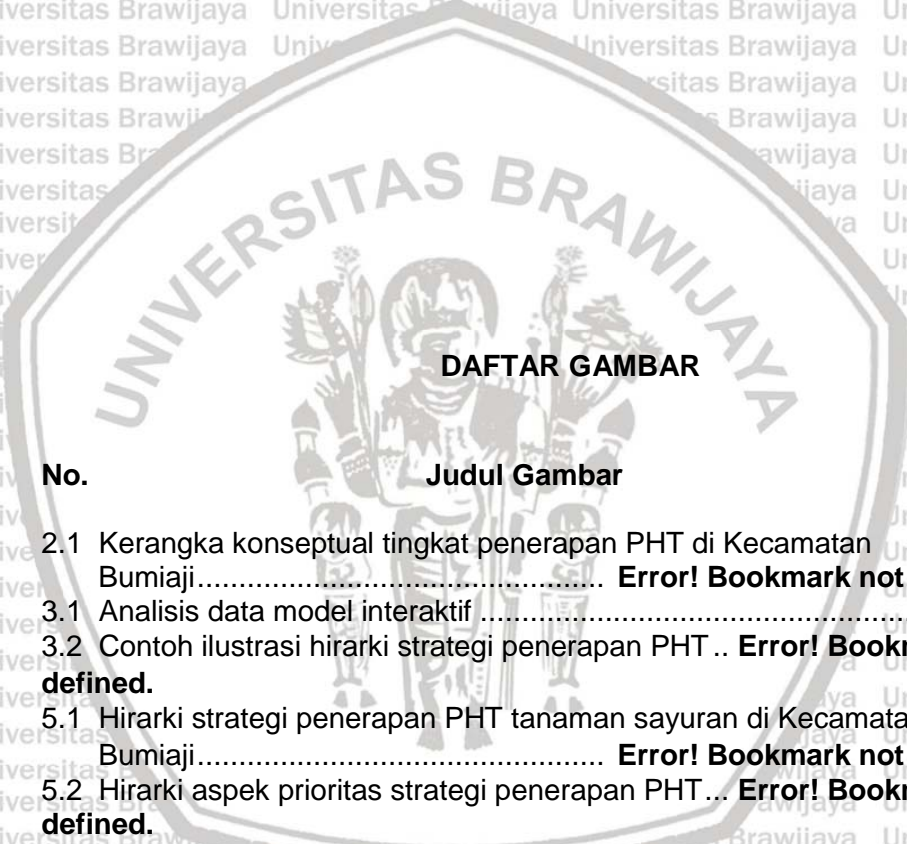 DAFTAR GAMBAR
No. Judul Gambar
2.1 Kerangka konseptual tingkat penerapan PHT di Kecamatan
Bumiaji................................................ Error! Bookmark not
3.1 Analisis data model interaktif ....................................................
3.2 Contoh ilustrasi hirarki strategi penerapan PHT .. Error!
defined.
5.1 Hirarki strategi penerapan PHT tanaman sayuran di
Bumiaji................................................ Error! Bookmark not
5.2 Hirarki aspek prioritas strategi penerapan PHT... Error!
defined.
UNIVERSITAS BRAWIJAYA